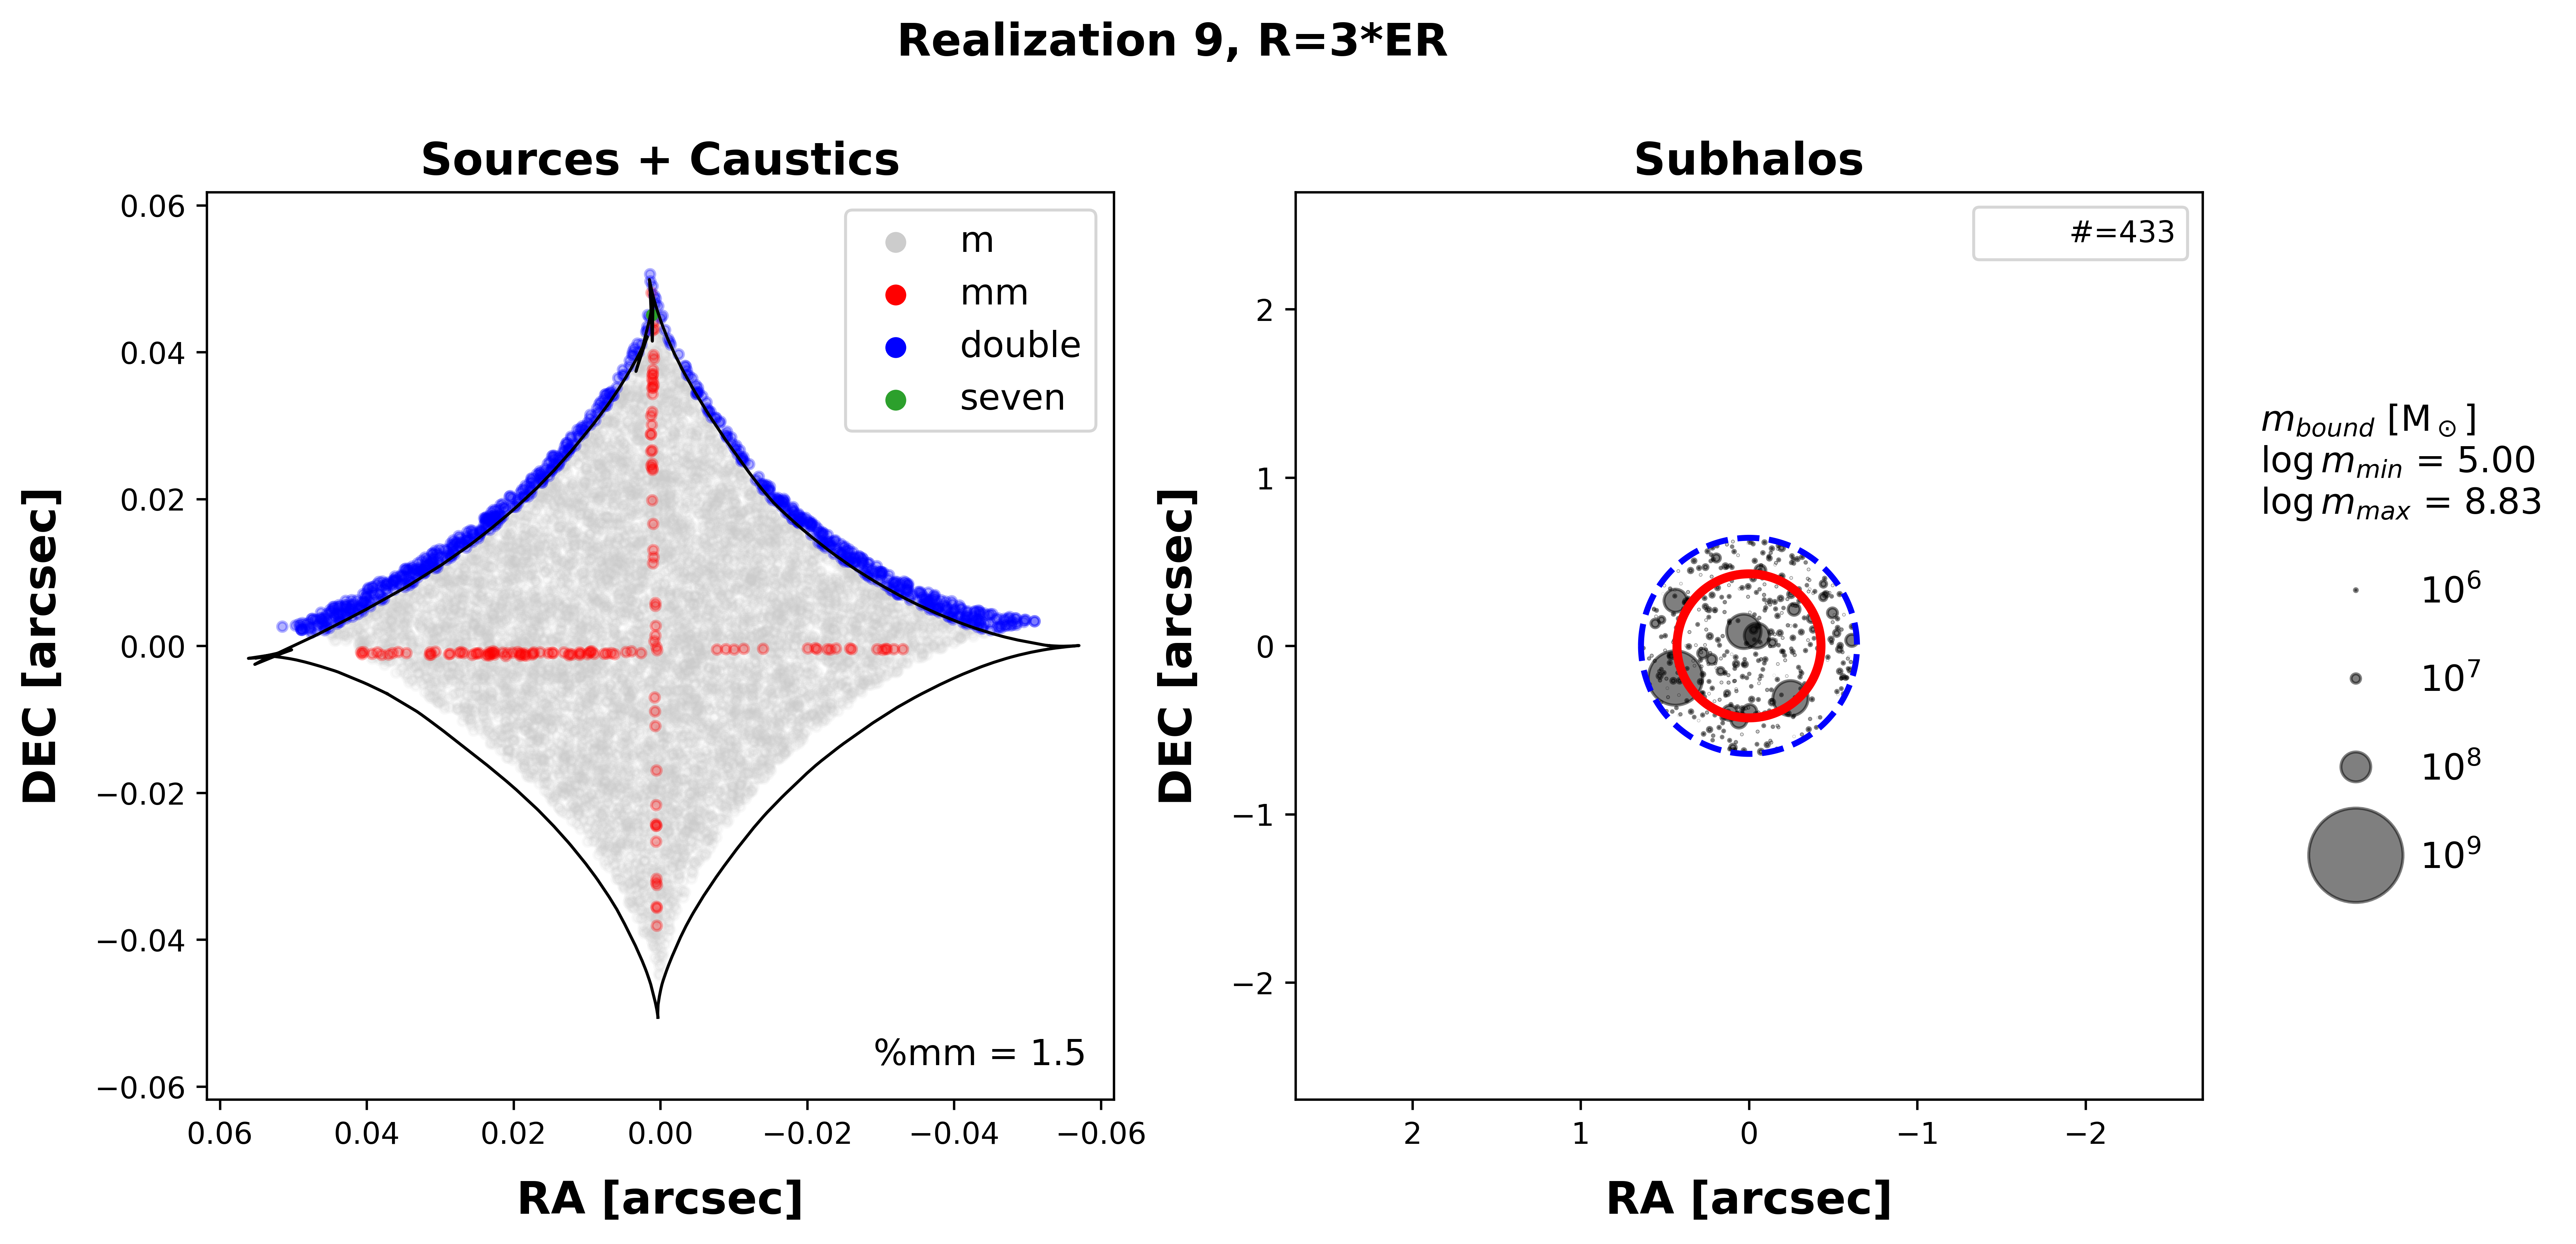 Realization 9, R=3*ER
Sources + Caustics
DEC [arcsec]
0.06
0.04
0.02
0.00
−0.02
−0.04
−0.06
0.06
0.04
0.02
0.00
−0.02
−0.04
−0.06
RA [arcsec]
m
mm
double
seven
%mm = 1.5
Subhalos
DEC [arcsec]
2
1
0
−1
−2
2
1
0
−1
−2
RA [arcsec]
#=433
m_bound [M_⊙]
log m_min = 5.00
log m_max = 8.83
10^6
10^7
10^8
10^9